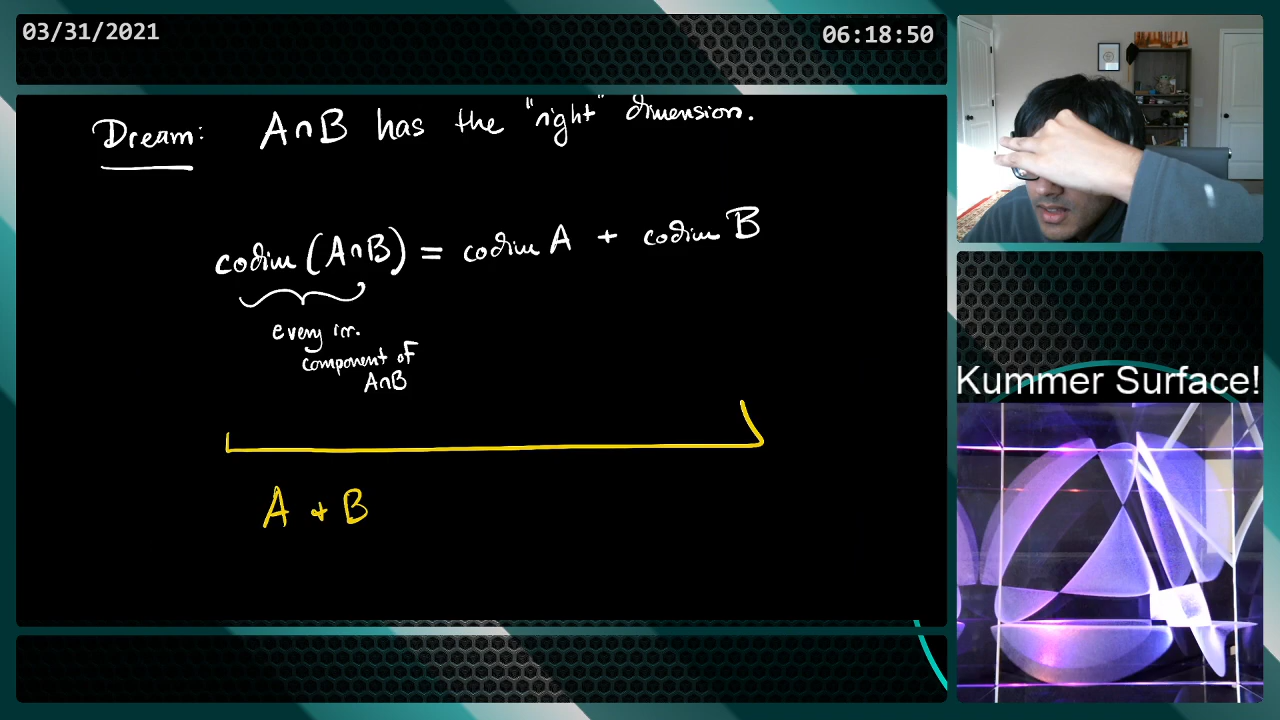 03/31/2021
06:18:50
Dream: A∩B has the "right" dimension.
codim (A∩B) = codim A + codim B
every irr.
component of
A∩B
A + B
Kummer Surface!